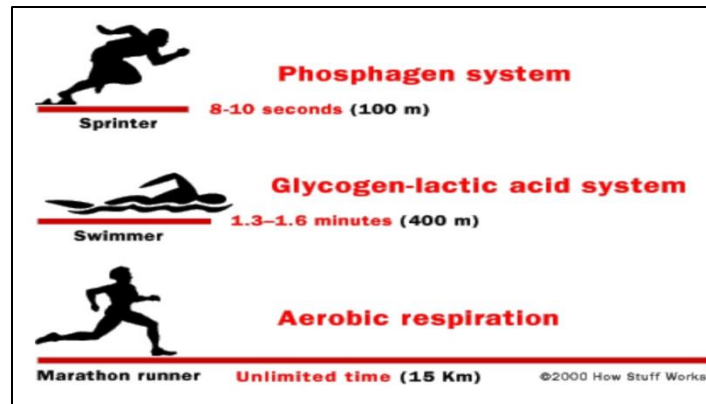 Phosphagen system
8-10 seconds (100 m)
Sprinter
Glycogen-lactic acid system
1.3–1.6 minutes (400 m)
Swimmer
Aerobic respiration
Marathon runner Unlimited time (15 Km) ©2000 How Stuff Works